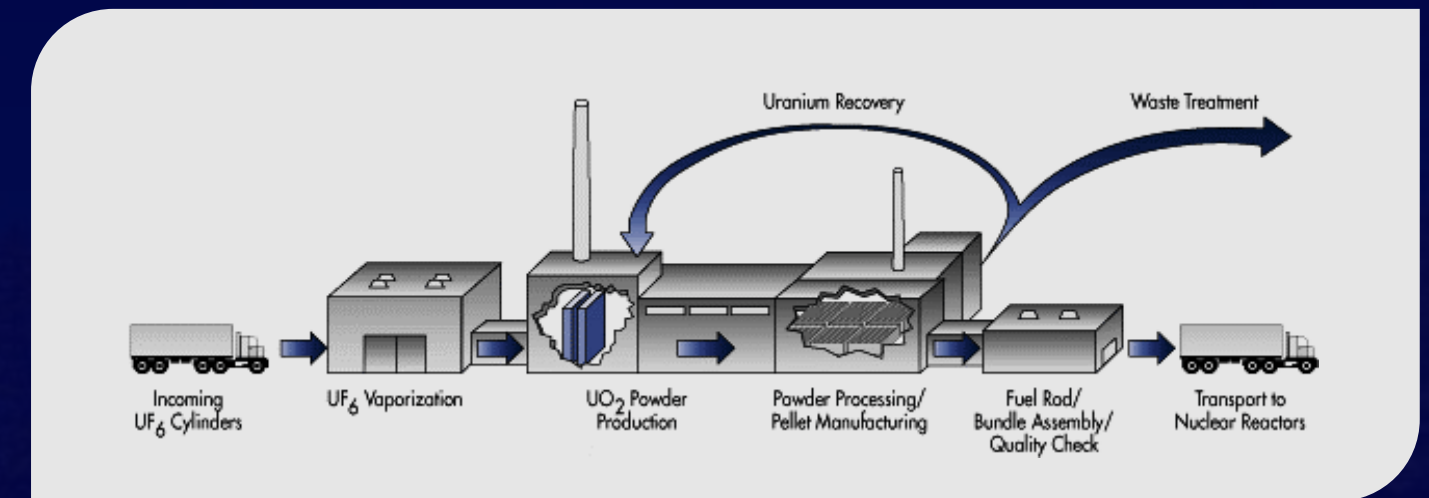 Uranium Recovery
Waste Treatment
Incoming
UF6 Cylinders
UF6 Vaporization
UO2 Powder
Production
Powder Processing/
Pellet Manufacturing
Fuel Rod/
Bundle Assembly/
Quality Check
Transport to
Nuclear Reactors